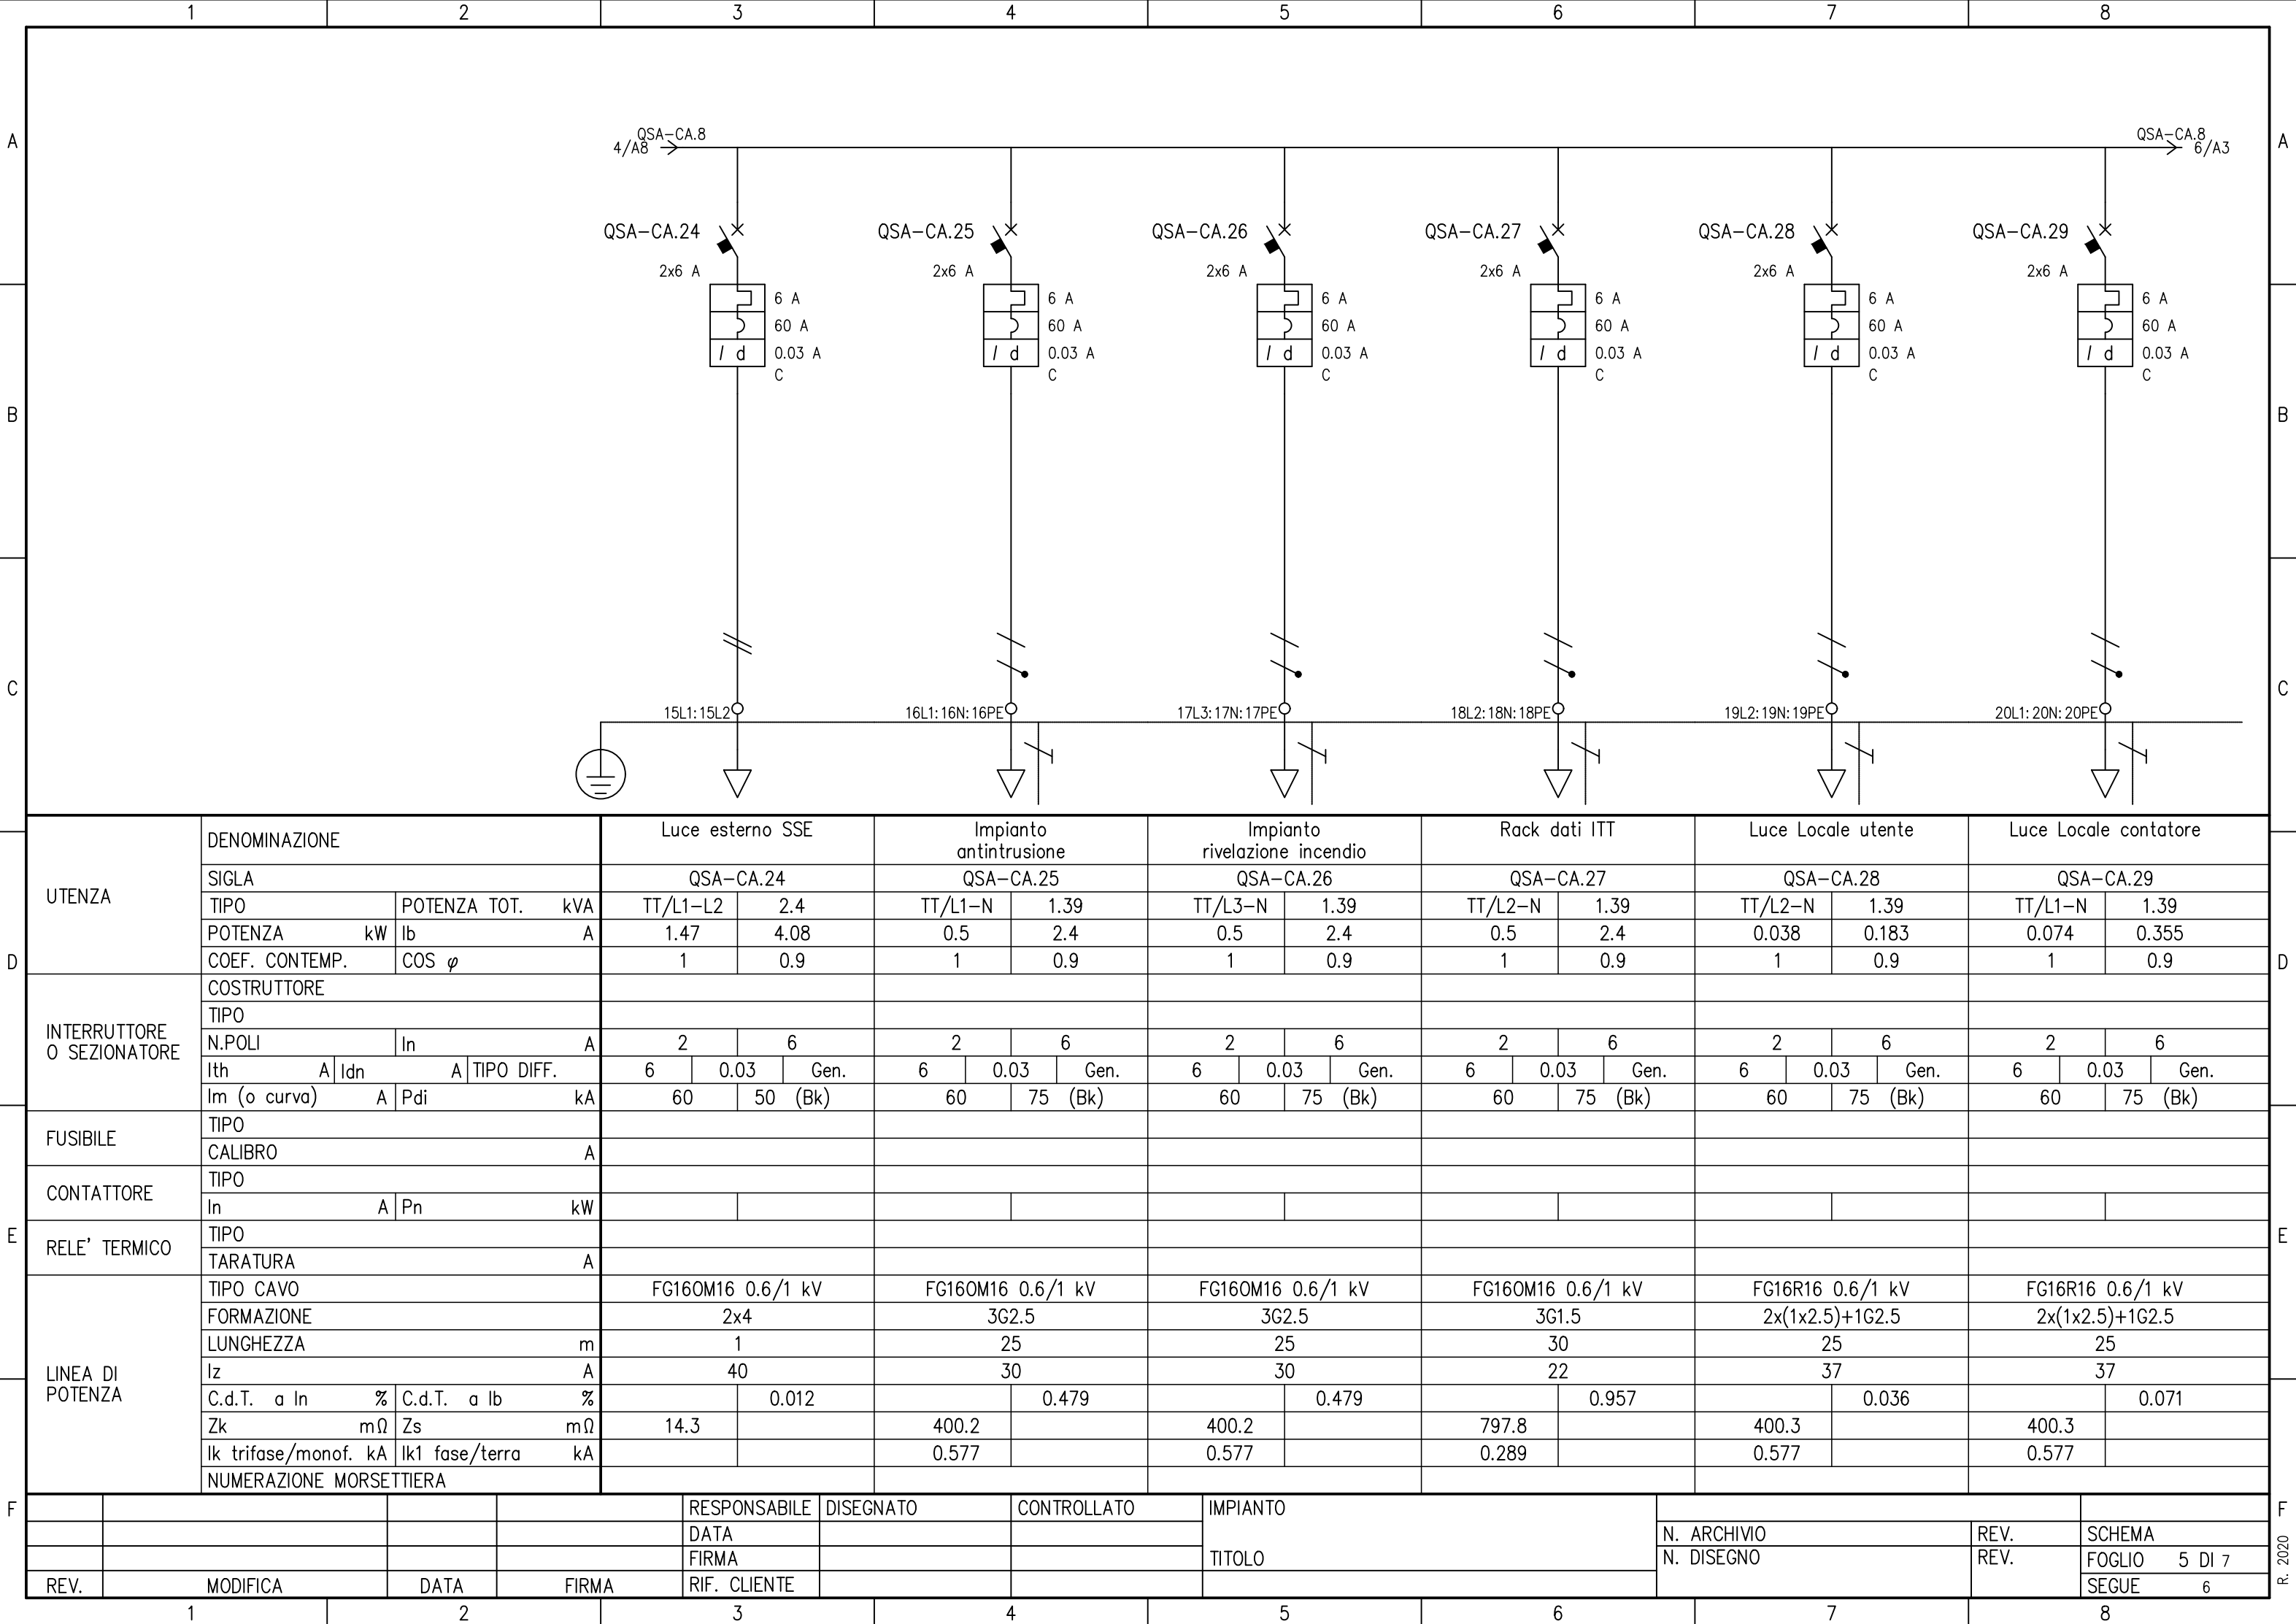 1 2 3 4 5 6 7 8
A A
QSA-CA.8 QSA-CA.8
4/A8 6/A3
QSA-CA.24 QSA-CA.25 QSA-CA.26 QSA-CA.27 QSA-CA.28 QSA-CA.29
2x6 A 2x6 A 2x6 A 2x6 A 2x6 A 2x6 A
6 A 6 A 6 A 6 A 6 A 6 A
60 A 60 A 60 A 60 A 60 A 60 A
I d 0.03 A I d 0.03 A I d 0.03 A I d 0.03 A I d 0.03 A I d 0.03 A
C C C C C C
B B
C C
15L1:15L2 16L1:16N:16PE 17L3:17N:17PE 18L2:18N:18PE 19L2:19N:19PE 20L1:20N:20PE
UTENZA
DENOMINAZIONE Luce esterno SSE Impianto antintrusione Impianto rivelazione incendio Rack dati ITT Luce Locale utente Luce Locale contatore
SIGLA QSA-CA.24 QSA-CA.25 QSA-CA.26 QSA-CA.27 QSA-CA.28 QSA-CA.29
TIPO POTENZA TOT. kVA TT/L1-L2 2.4 TT/L1-N 1.39 TT/L3-N 1.39 TT/L2-N 1.39 TT/L2-N 1.39 TT/L1-N 1.39
POTENZA kW Ib A 1.47 4.08 0.5 2.4 0.5 2.4 0.5 2.4 0.038 0.183 0.074 0.355
D D
COEF. CONTEMP. COS φ 1 0.9 1 0.9 1 0.9 1 0.9 1 0.9 1 0.9
INTERRUTTORE
O SEZIONATORE
COSTRUTTORE
TIPO
N.POLI In A 2 6 2 6 2 6 2 6 2 6 2 6
Ith A Idn A TIPO DIFF. 6 0.03 Gen. 6 0.03 Gen. 6 0.03 Gen. 6 0.03 Gen. 6 0.03 Gen. 6 0.03 Gen.
Im (o curva) A Pdi kA 60 50 (Bk) 60 75 (Bk) 60 75 (Bk) 60 75 (Bk) 60 75 (Bk) 60 75 (Bk)
FUSIBILE
TIPO
CALIBRO A
CONTATTORE
TIPO
In A Pn kW
E E
RELE' TERMICO
TIPO
TARATURA A
LINEA DI
POTENZA
TIPO CAVO FG16OM16 0.6/1 kV FG16OM16 0.6/1 kV FG16OM16 0.6/1 kV FG16OM16 0.6/1 kV FG16R16 0.6/1 kV FG16R16 0.6/1 kV
FORMAZIONE 2x4 3G2.5 3G2.5 3G1.5 2x(1x2.5)+1G2.5 2x(1x2.5)+1G2.5
LUNGHEZZA m 1 25 25 30 25 25
Iz A 40 30 30 22 37 37
C.d.T. a In % C.d.T. a Ib % 0.012 0.479 0.479 0.957 0.036 0.071
Zk mΩ Zs mΩ 14.3 400.2 400.2 797.8 400.3 400.3
Ik trifase/monof. kA Ik1 fase/terra kA 0.577 0.577 0.289 0.577 0.577
NUMERAZIONE MORSETTIERA
F F
RESPONSABILE DISEGNATO CONTROLLATO IMPIANTO
DATA N. ARCHIVIO REV. SCHEMA
FIRMA TITOLO N. DISEGNO REV. FOGLIO 5 DI 7
REV. MODIFICA DATA FIRMA RIF. CLIENTE SEGUE 6
R. 2020
1 2 3 4 5 6 7 8